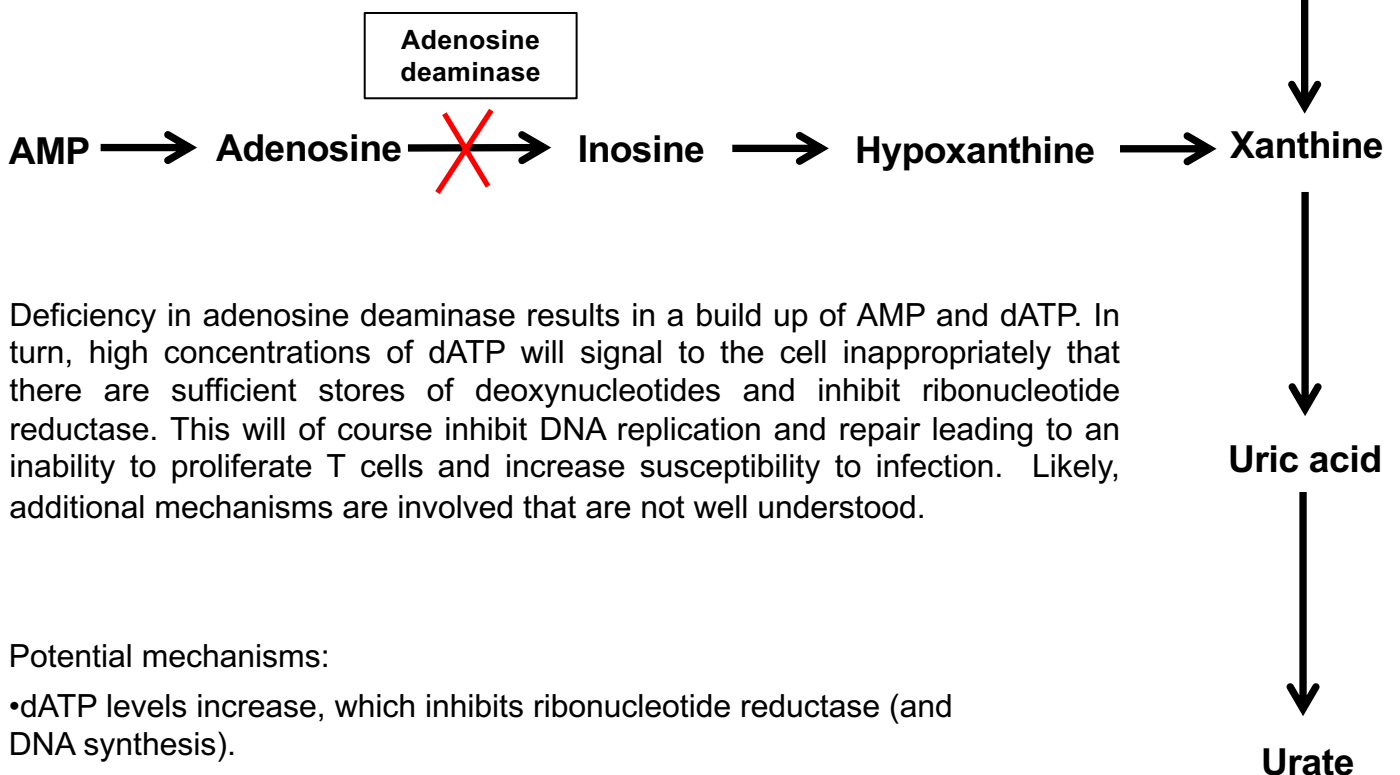 Adenosine
deaminase
AMP Adenosine Inosine Hypoxanthine Xanthine
Deficiency in adenosine deaminase results in a build up of AMP and dATP. In
turn, high concentrations of dATP will signal to the cell inappropriately that
there are sufficient stores of deoxynucleotides and inhibit ribonucleotide
reductase. This will of course inhibit DNA replication and repair leading to an
inability to proliferate T cells and increase susceptibility to infection. Likely,
additional mechanisms are involved that are not well understood.
Uric acid
Potential mechanisms:
•dATP levels increase, which inhibits ribonucleotide reductase (and
DNA synthesis).
Urate